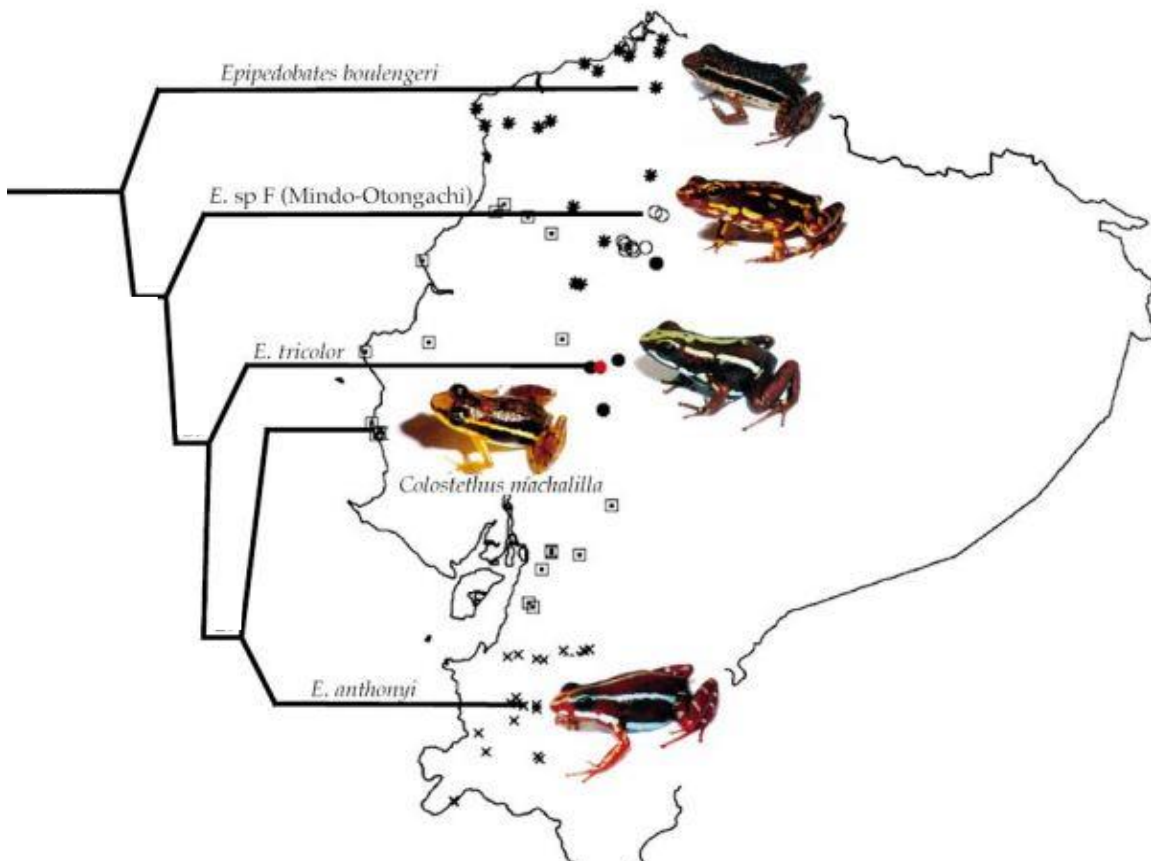 Epipedobates boulengeri
E. sp F (Mindo-Otongachi)
E. tricolor
Colostethus machalilla
E. anthonyi